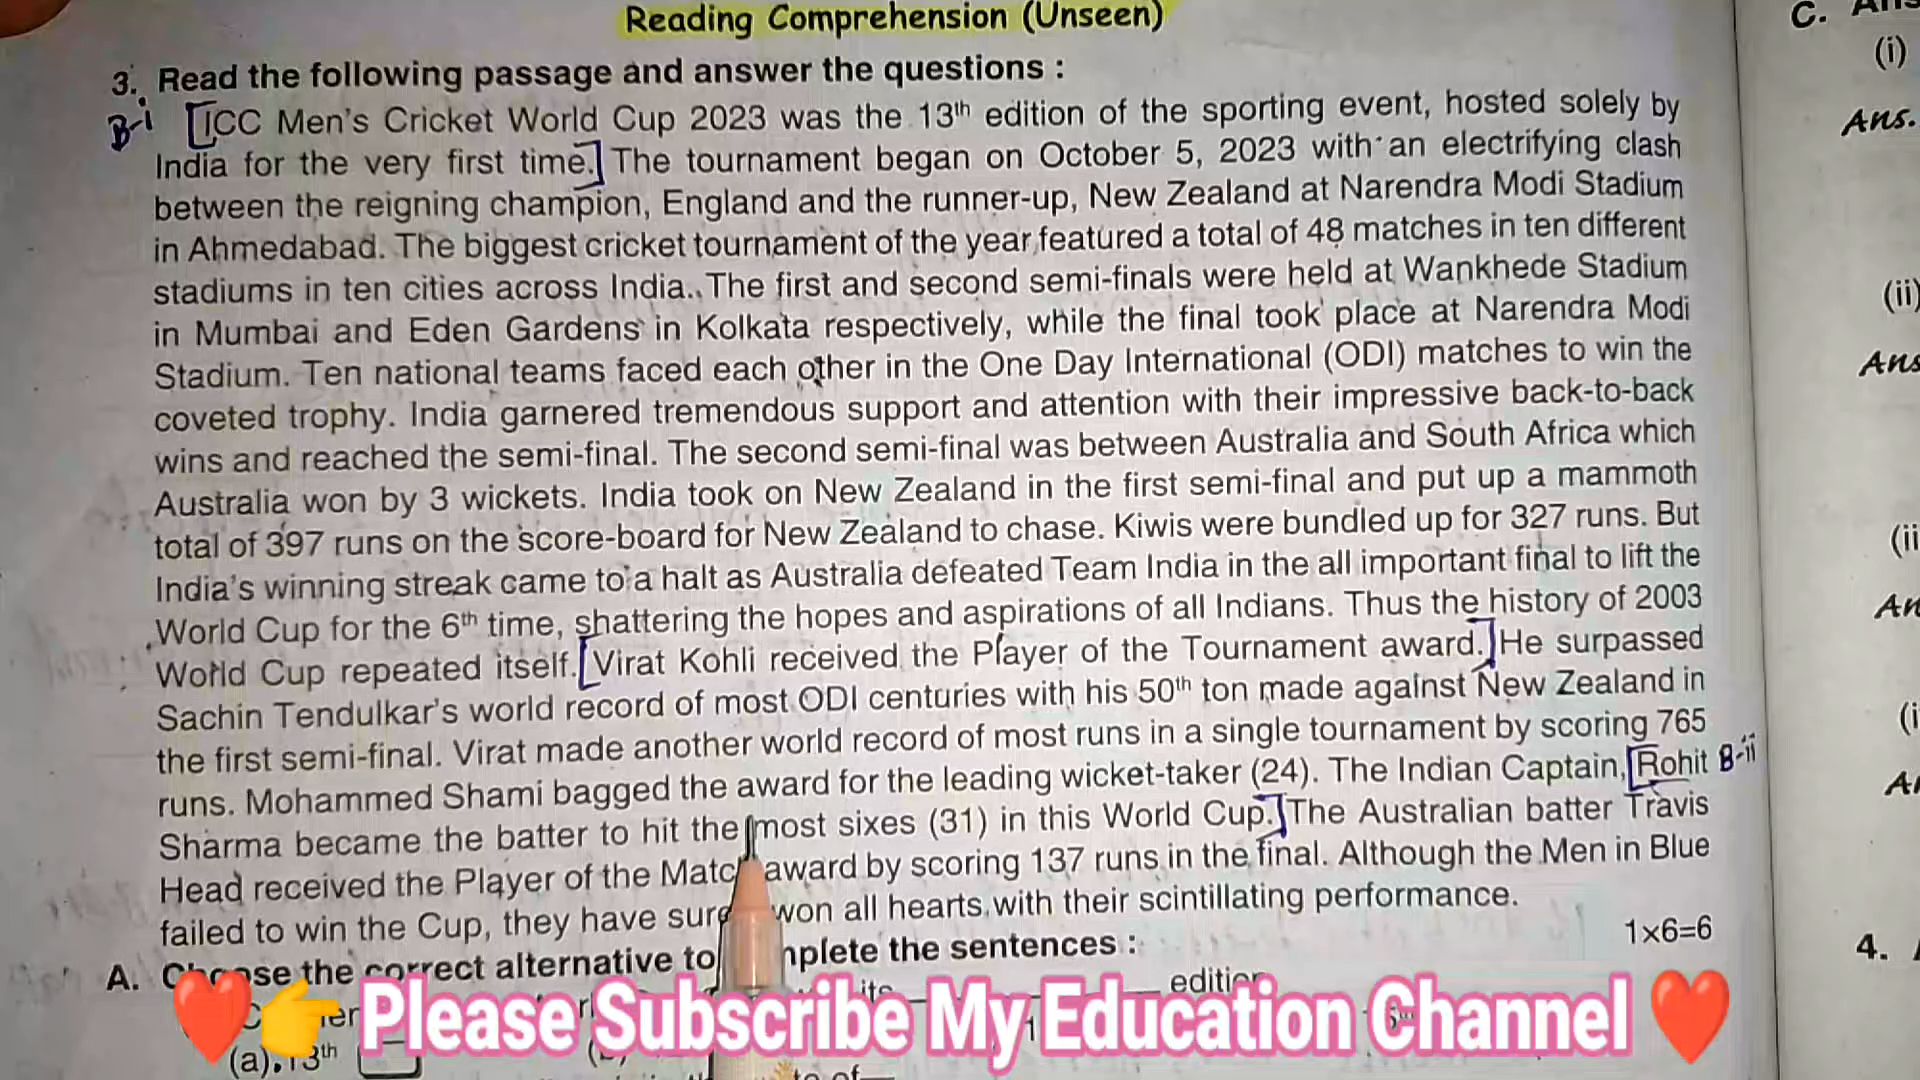 Reading Comprehension (Unseen)
3. Read the following passage and answer the questions :
B-i [ICC Men's Cricket World Cup 2023 was the 13th edition of the sporting event, hosted solely by
India for the very first time.] The tournament began on October 5, 2023 with an electrifying clash
between the reigning champion, England and the runner-up, New Zealand at Narendra Modi Stadium
in Ahmedabad. The biggest cricket tournament of the year featured a total of 48 matches in ten different
stadiums in ten cities across India. The first and second semi-finals were held at Wankhede Stadium
in Mumbai and Eden Gardens in Kolkata respectively, while the final took place at Narendra Modi
Stadium. Ten national teams faced each other in the One Day International (ODI) matches to win the
coveted trophy. India garnered tremendous support and attention with their impressive back-to-back
wins and reached the semi-final. The second semi-final was between Australia and South Africa which
Australia won by 3 wickets. India took on New Zealand in the first semi-final and put up a mammoth
total of 397 runs on the score-board for New Zealand to chase. Kiwis were bundled up for 327 runs. But
India's winning streak came to a halt as Australia defeated Team India in the all important final to lift the
World Cup for the 6th time, shattering the hopes and aspirations of all Indians. Thus the history of 2003
World Cup repeated itself. [Virat Kohli received the Player of the Tournament award.] He surpassed
Sachin Tendulkar's world record of most ODI centuries with his 50th ton made against New Zealand in
the first semi-final. Virat made another world record of most runs in a single tournament by scoring 765
runs. Mohammed Shami bagged the award for the leading wicket-taker (24). The Indian Captain, [Rohit B-ii
Sharma became the batter to hit the most sixes (31) in this World Cup.] The Australian batter Travis
Head received the Player of the Match award by scoring 137 runs in the final. Although the Men in Blue
failed to win the Cup, they have sure won all hearts with their scintillating performance.
1×6=6
A. Choose the correct alternative to complete the sentences :
edition
Please Subscribe My Education Channel
(a) 13th
C. Ans
(i)
Ans.
(ii)
Ans
(ii
An
(i
A
4.